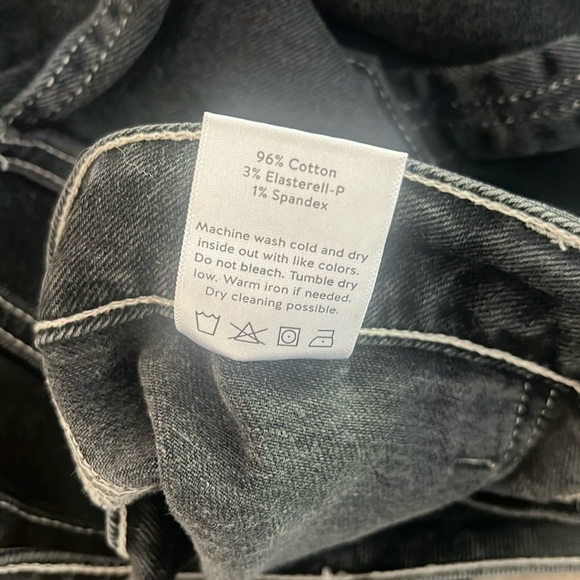 96% Cotton
3% Elasterell-P
1% Spandex
Machine wash cold and dry
inside out with like colors.
Do not bleach. Tumble dry
low. Warm iron if needed.
Dry cleaning possible.